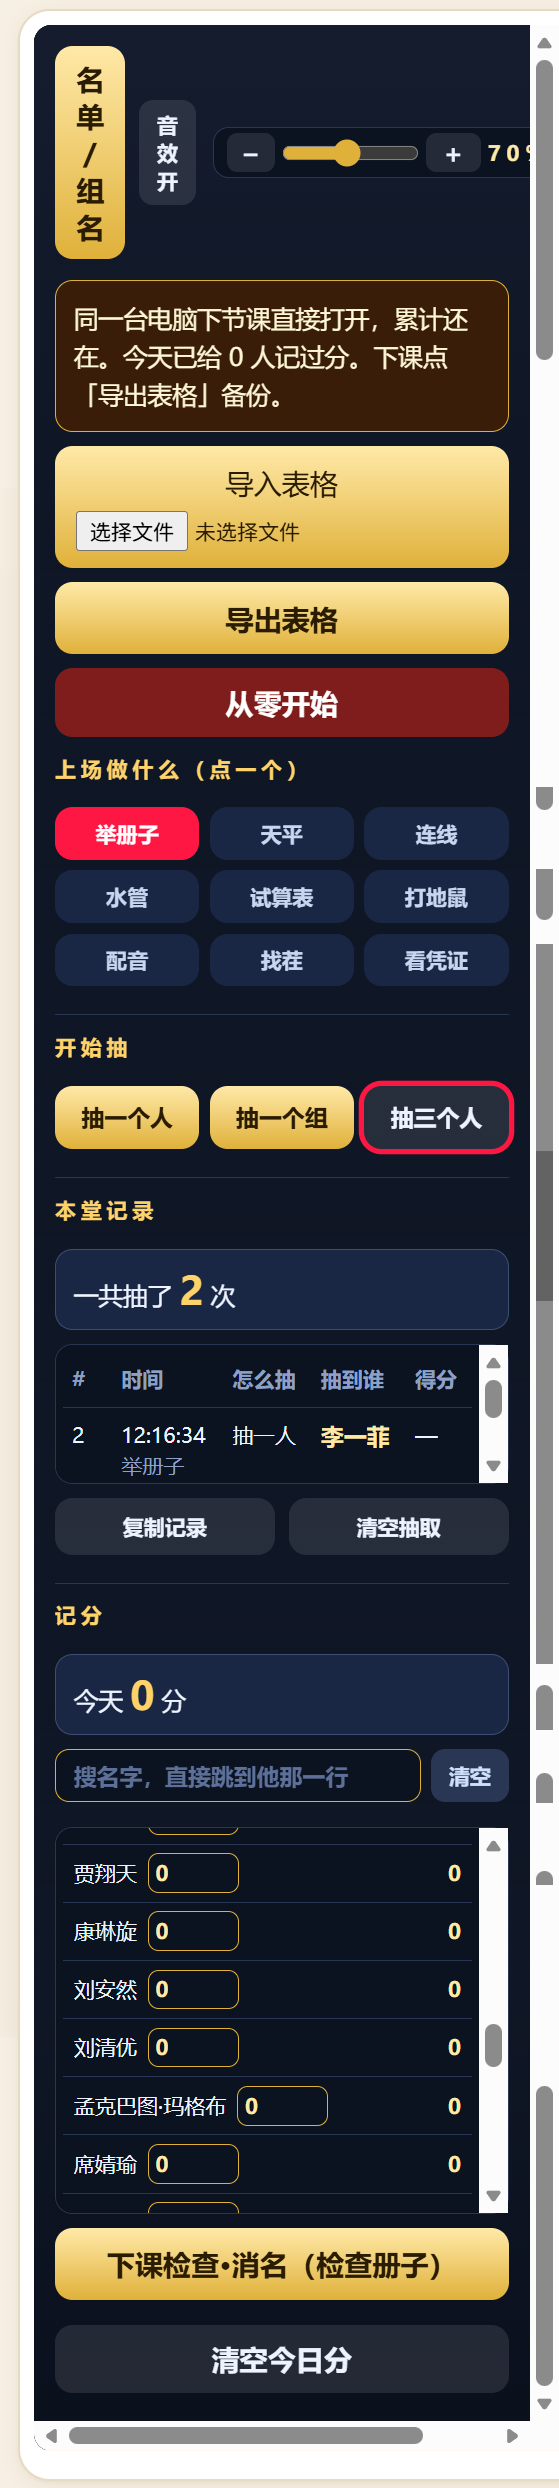 名
单
/
组
名
音
效
开
− + 70%
同一台电脑下节课直接打开，累计还
在。今天已给 0 人记过分。下课点
「导出表格」备份。
导入表格
选择文件 未选择文件
导出表格
从零开始
上场做什么（点一个）
举册子 天平 连线
水管 试算表 打地鼠
配音 找茬 看凭证
开始抽
抽一个人 抽一个组 抽三个人
本堂记录
一共抽了 2 次
# 时间 怎么抽 抽到谁 得分
2 12:16:34 抽一人 李一菲 —
举册子
复制记录 清空抽取
记分
今天 0 分
搜名字，直接跳到他那一行 清空
贾翔天 0 0
康琳旋 0 0
刘安然 0 0
刘清优 0 0
孟克巴图·玛格布 0 0
席婧瑜 0 0
下课检查·消名（检查册子）
清空今日分